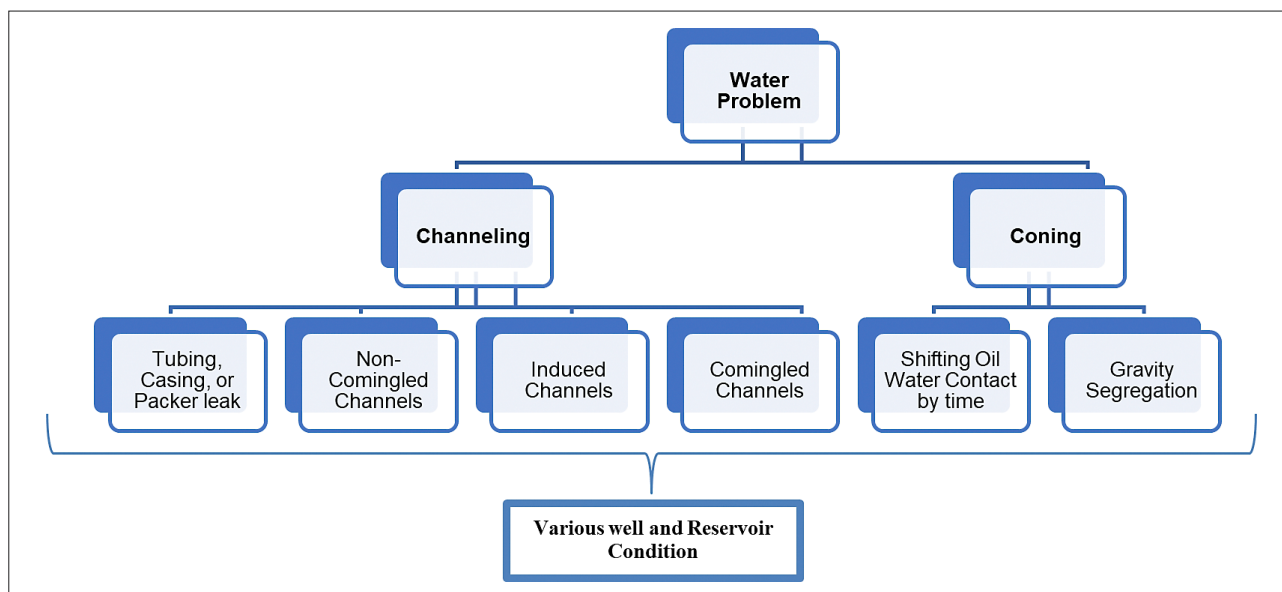 Water
Problem
Channeling
Coning
Tubing,
Casing, or
Packer leak
Non-
Comingled
Channels
Induced
Channels
Comingled
Channels
Shifting Oil
Water Contact
by time
Gravity
Segregation
Various well and Reservoir
Condition